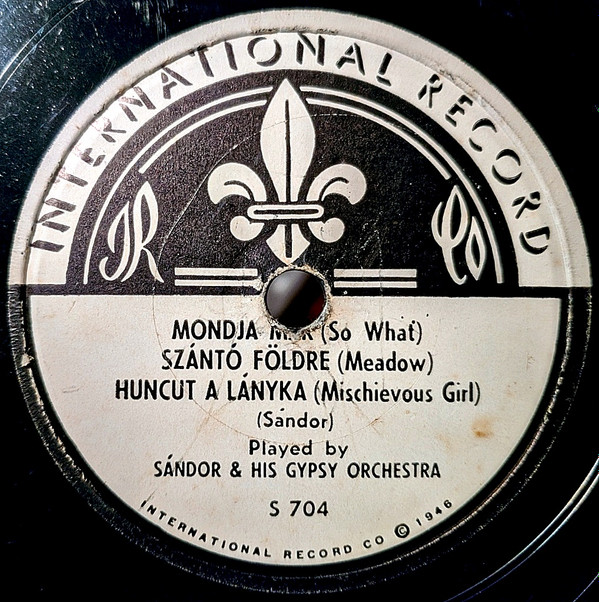 INTERNATIONAL RECORD
IR Co
MONDJA (So What)
SZÁNTÓ FÖLDRE (Meadow)
HUNCUT A LÁNYKA (Mischievous Girl)
(Sándor)
Played by
SÁNDOR & HIS GYPSY ORCHESTRA
S 704
INTERNATIONAL RECORD CO © 1946